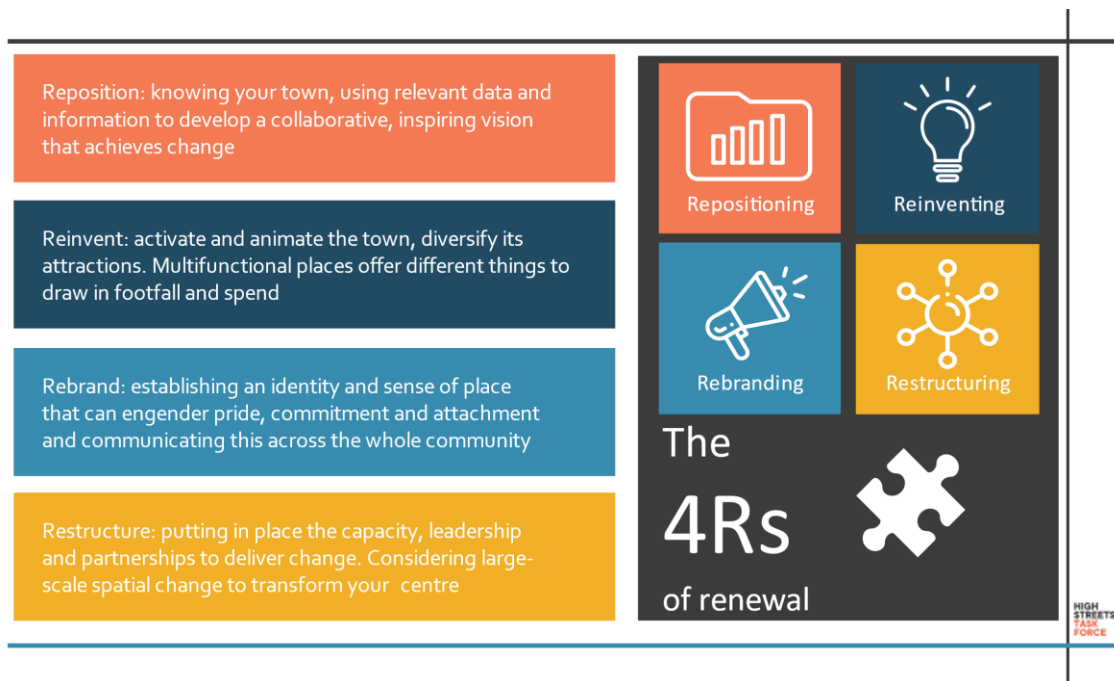 Reposition: knowing your town, using relevant data and
information to develop a collaborative, inspiring vision
that achieves change
Reinvent: activate and animate the town, diversify its
attractions. Multifunctional places offer different things to
draw in footfall and spend
Rebrand: establishing an identity and sense of place
that can engender pride, commitment and attachment
and communicating this across the whole community
Restructure: putting in place the capacity, leadership
and partnerships to deliver change. Considering large-
scale spatial change to transform your  centre
Repositioning
Reinventing
Rebranding
Restructuring
The
4Rs
of renewal
HIGH
STREETS
TASK
FORCE